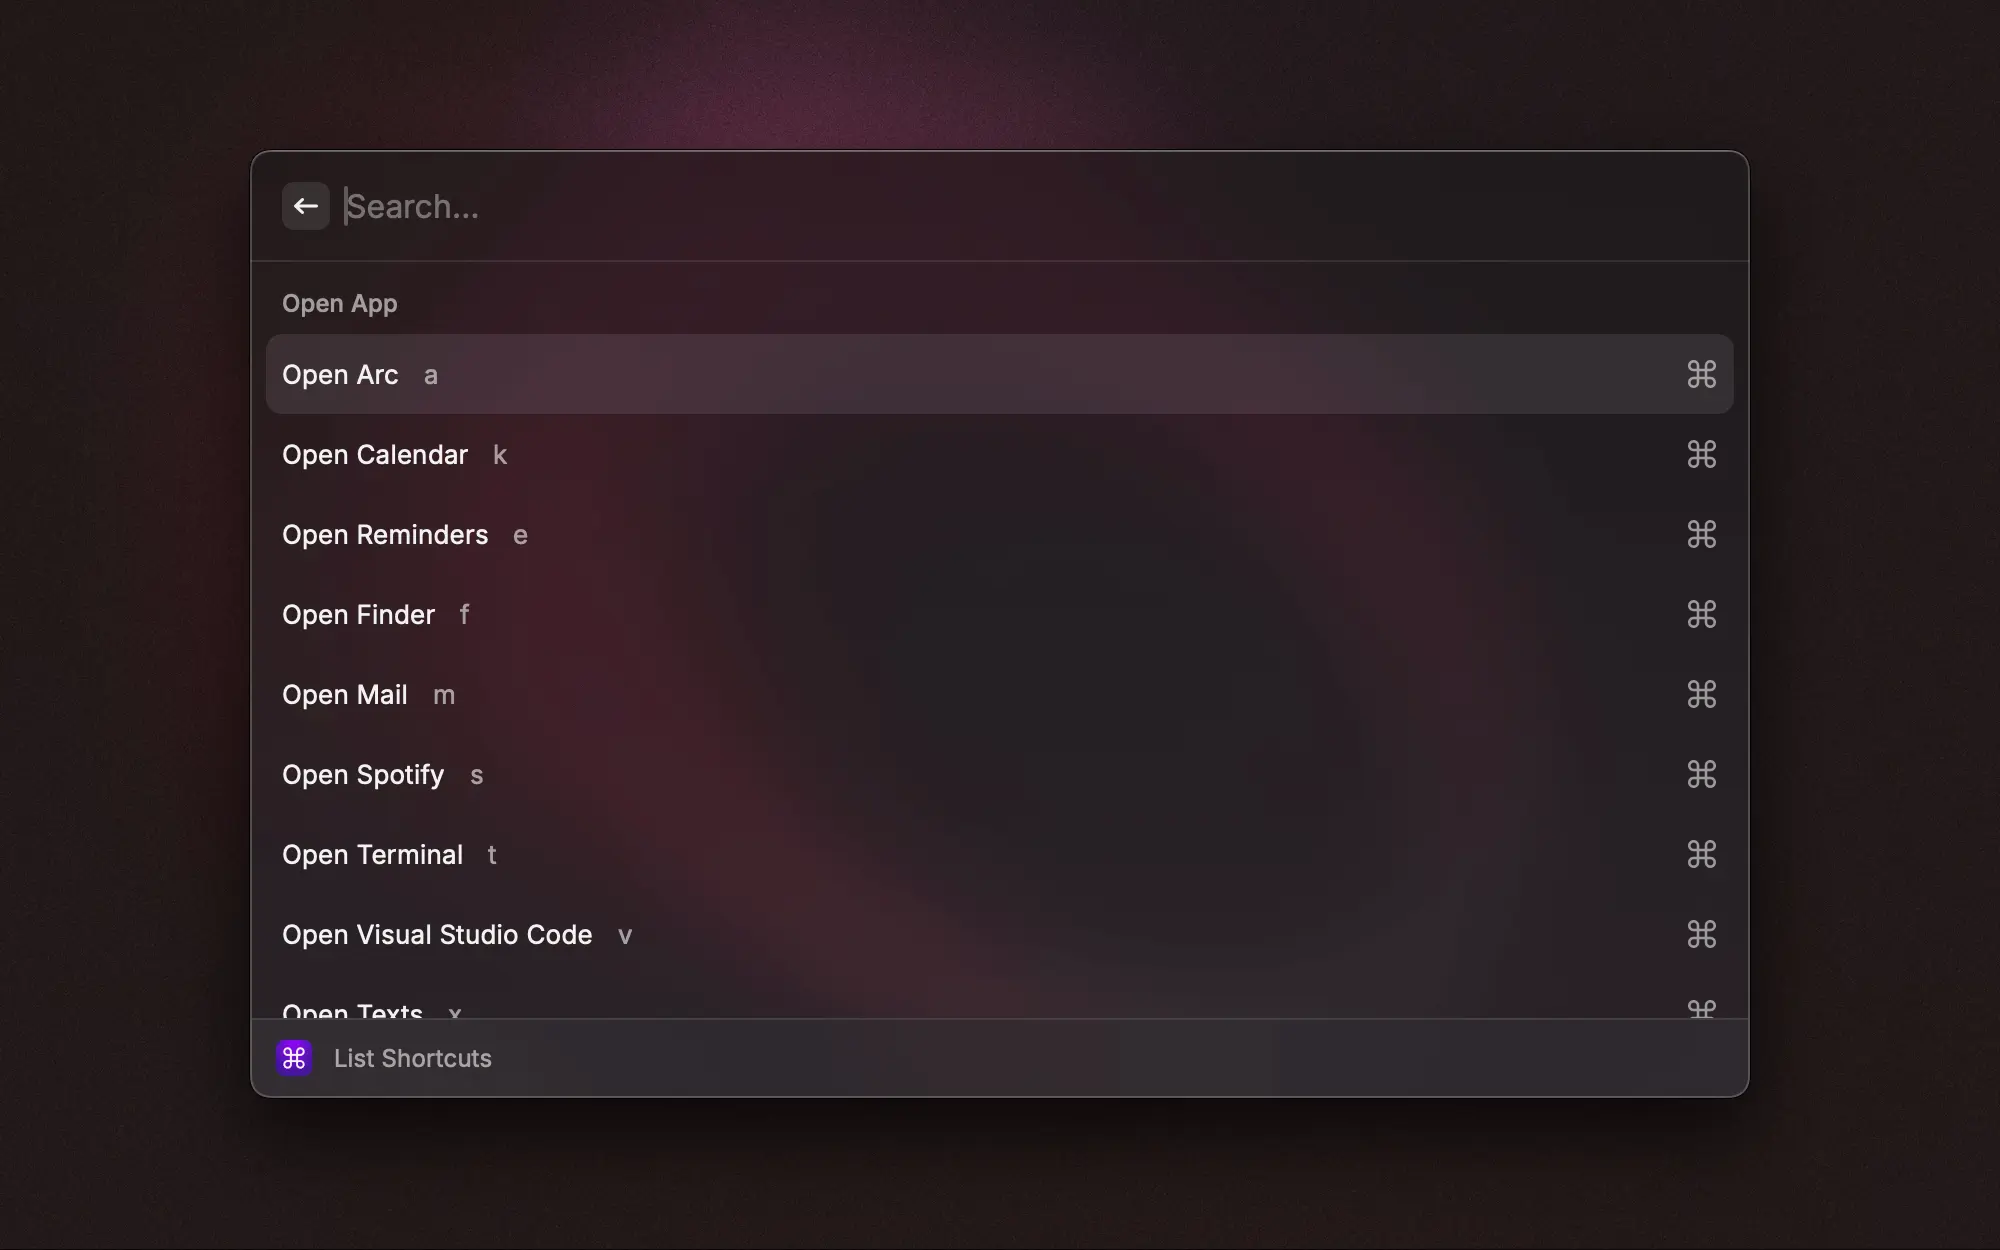 Search...
Open App
Open Arc a ⌘
Open Calendar k ⌘
Open Reminders e ⌘
Open Finder f ⌘
Open Mail m ⌘
Open Spotify s ⌘
Open Terminal t ⌘
Open Visual Studio Code v ⌘
Open Texts x ⌘
⌘ List Shortcuts